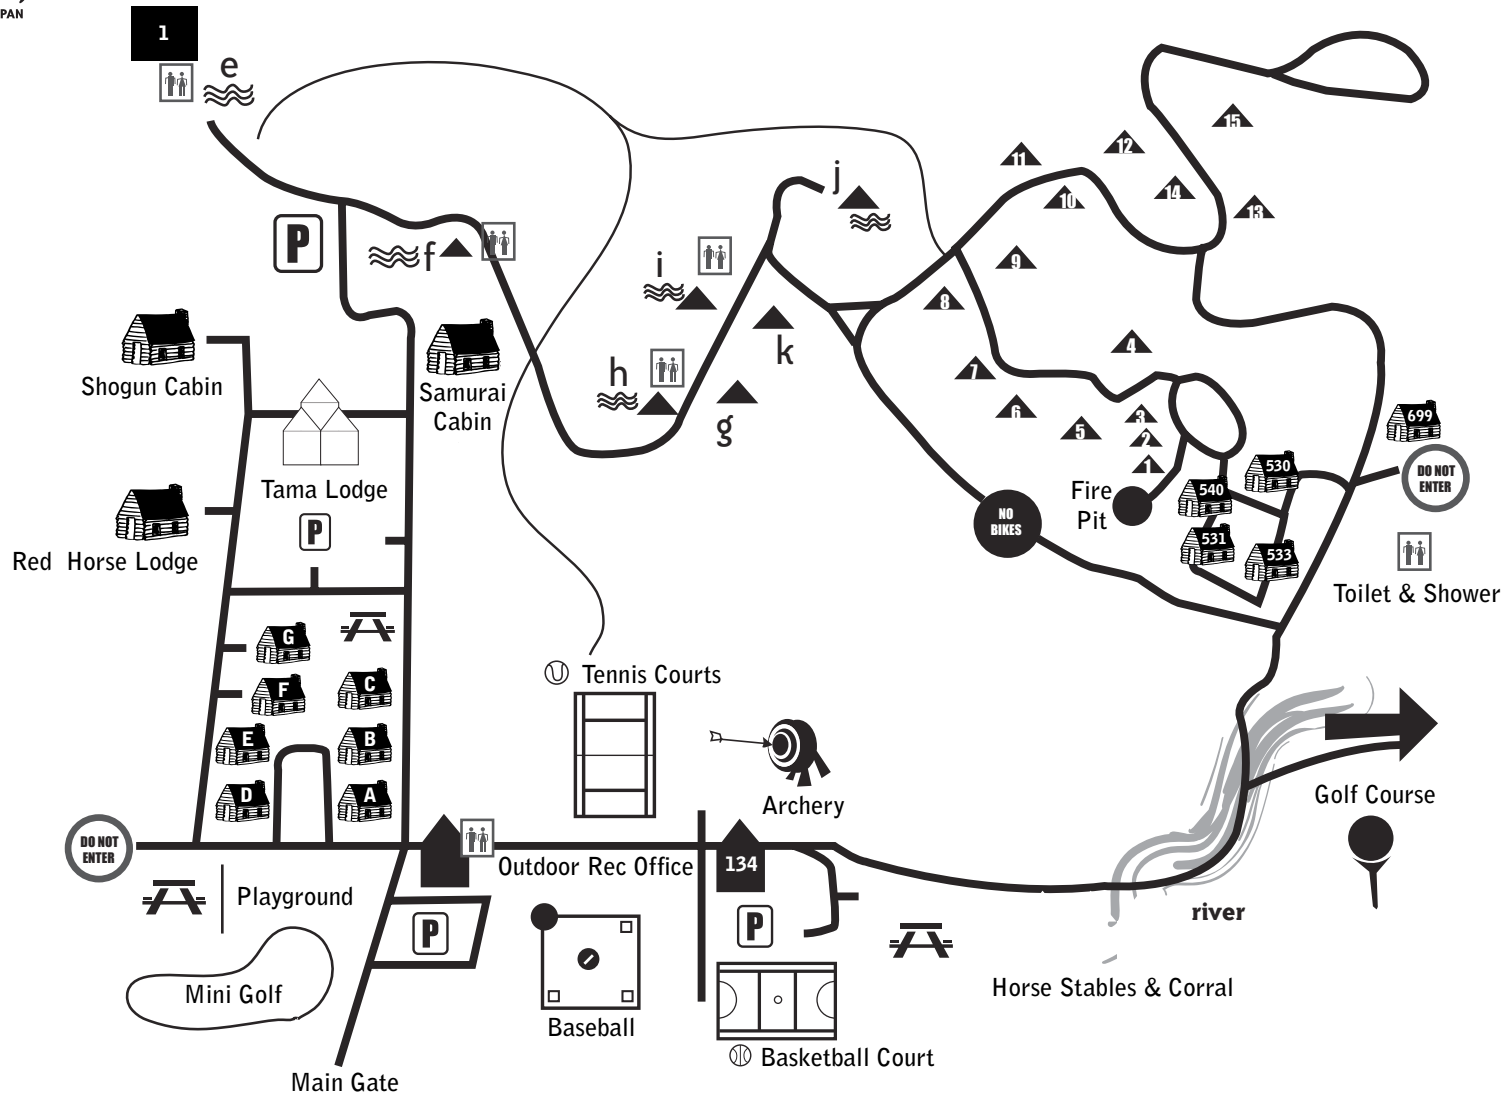 PAN
1
e
P
f
j
i
k
h
g
11
12
15
10
14
13
9
8
4
7
6
5
3
2
1
Shogun Cabin
Samurai
Cabin
Tama Lodge
P
Red Horse Lodge
Fire
Pit
NO
BIKES
699
DO NOT
ENTER
530
540
531
533
Toilet & Shower
G
F
C
E
B
D
A
Tennis Courts
Archery
Golf Course
DO NOT
ENTER
Outdoor Rec Office
134
Playground
P
P
river
Mini Golf
Horse Stables & Corral
Baseball
Basketball Court
Main Gate